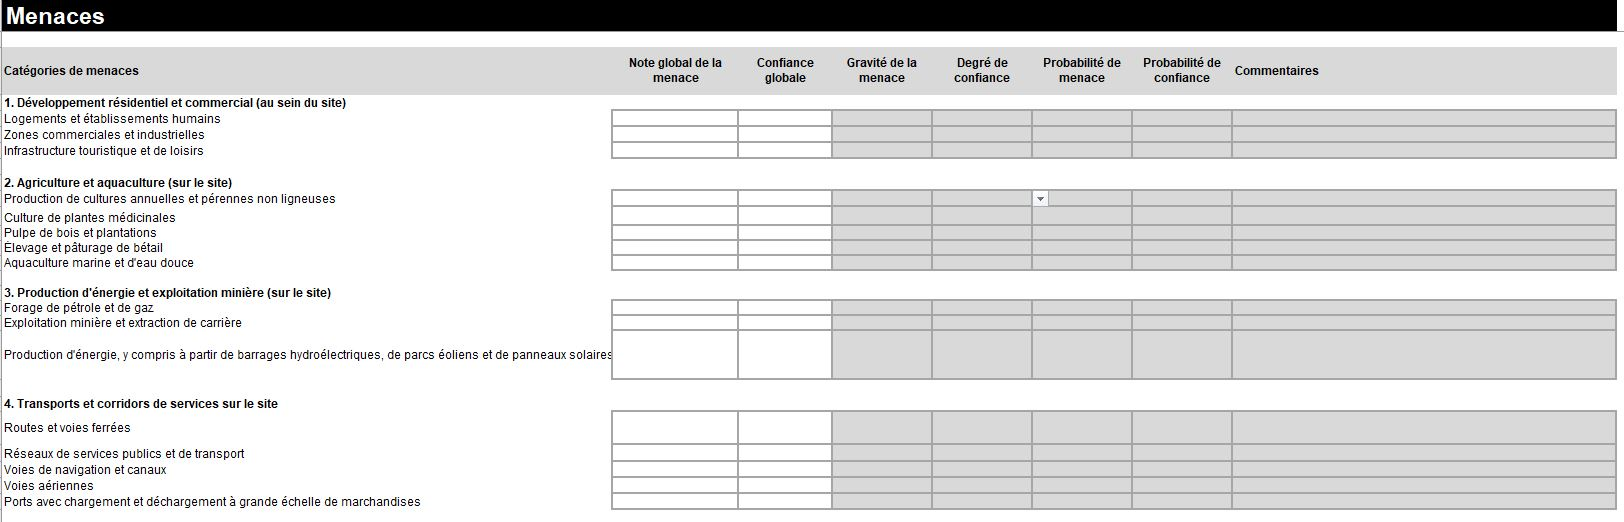 Menaces
Catégories de menaces
Note global de la menace
Confiance globale
Gravité de la menace
Degré de confiance
Probabilité de menace
Probabilité de confiance
Commentaires
1. Développement résidentiel et commercial (au sein du site)
Logements et établissements humains
Zones commerciales et industrielles
Infrastructure touristique et de loisirs
2. Agriculture et aquaculture (sur le site)
Production de cultures annuelles et pérennes non ligneuses
Culture de plantes médicinales
Pulpe de bois et plantations
Élevage et pâturage de bétail
Aquaculture marine et d'eau douce
3. Production d'énergie et exploitation minière (sur le site)
Forage de pétrole et de gaz
Exploitation minière et extraction de carrière
Production d'énergie, y compris à partir de barrages hydroélectriques, de parcs éoliens et de panneaux solaires
4. Transports et corridors de services sur le site
Routes et voies ferrées
Réseaux de services publics et de transport
Voies de navigation et canaux
Voies aériennes
Ports avec chargement et déchargement à grande échelle de marchandises